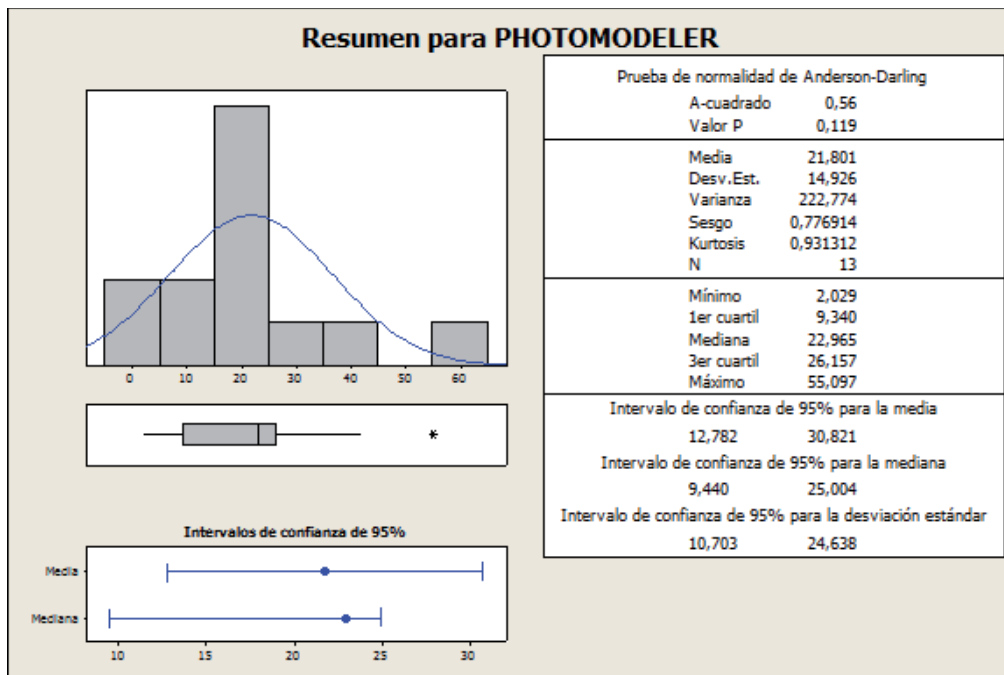 Resumen para PHOTOMODELER
0 10 20 30 40 50 60
*
Intervalos de confianza de 95%
Media
Mediana
10 15 20 25 30
Prueba de normalidad de Anderson-Darling
A-cuadrado 0,56
Valor P 0,119
Media 21,801
Desv.Est. 14,926
Varianza 222,774
Sesgo 0,776914
Kurtosis 0,931312
N 13
Mínimo 2,029
1er cuartil 9,340
Mediana 22,965
3er cuartil 26,157
Máximo 55,097
Intervalo de confianza de 95% para la media
12,782 30,821
Intervalo de confianza de 95% para la mediana
9,440 25,004
Intervalo de confianza de 95% para la desviación estándar
10,703 24,638